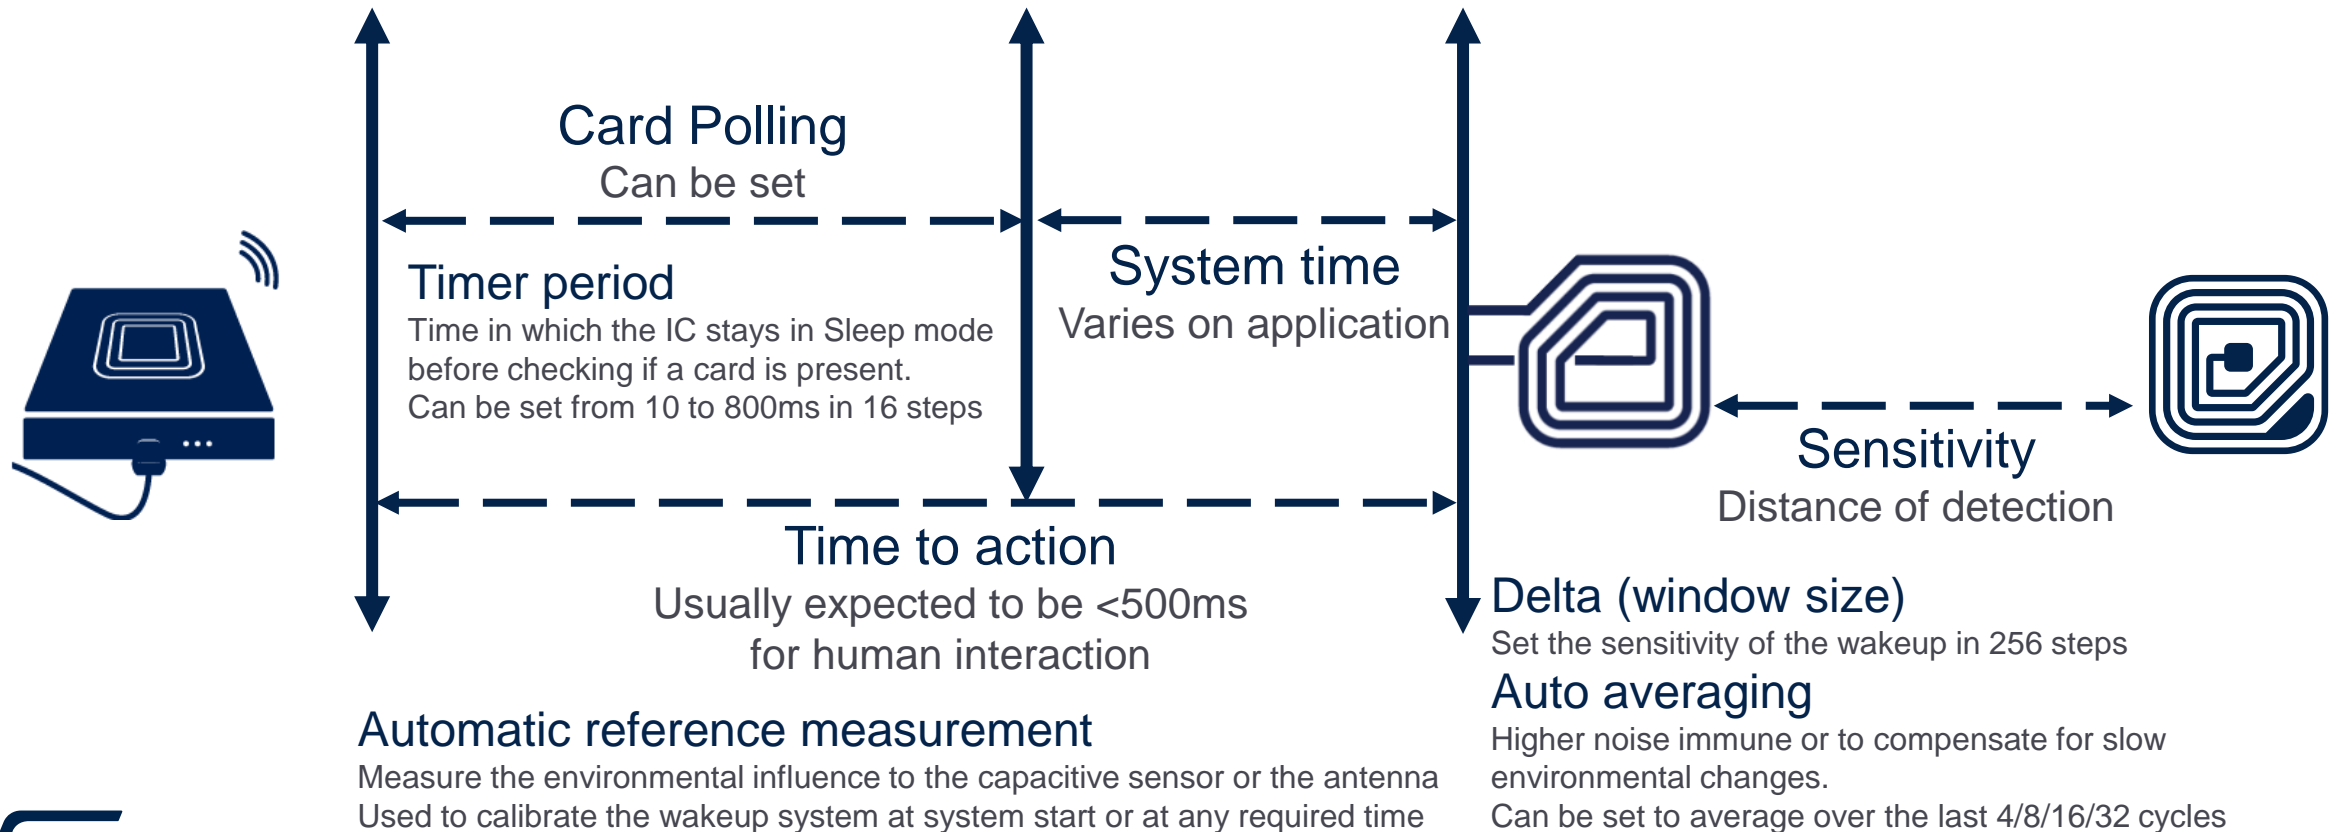 Card Polling
Can be set
Timer period
Time in which the IC stays in Sleep mode
before checking if a card is present.
Can be set from 10 to 800ms in 16 steps
System time
Varies on application
Time to action
Usually expected to be <500ms
for human interaction
Sensitivity
Distance of detection
Automatic reference measurement
Measure the environmental influence to the capacitive sensor or the antenna
Used to calibrate the wakeup system at system start or at any required time
Delta (window size)
Set the sensitivity of the wakeup in 256 steps
Auto averaging
Higher noise immune or to compensate for slow
environmental changes.
Can be set to average over the last 4/8/16/32 cycles